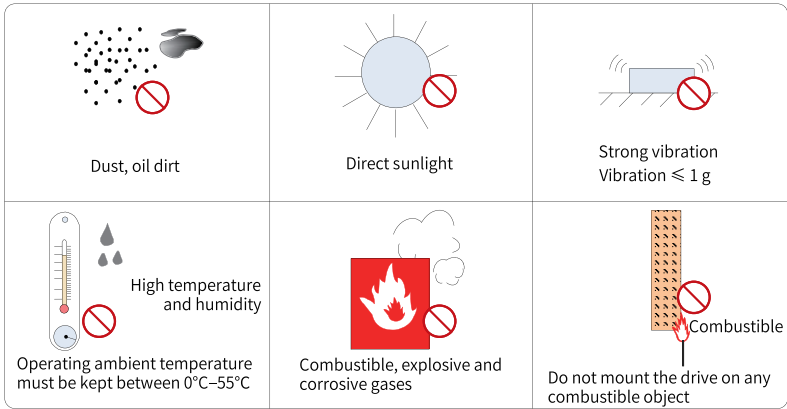 Dust, oil dirt
Direct sunlight
Strong vibration
Vibration ≤ 1 g
High temperature
and humidity
Operating ambient temperature
must be kept between 0°C–55°C
Combustible, explosive and
corrosive gases
Combustible
Do not mount the drive on any
combustible object